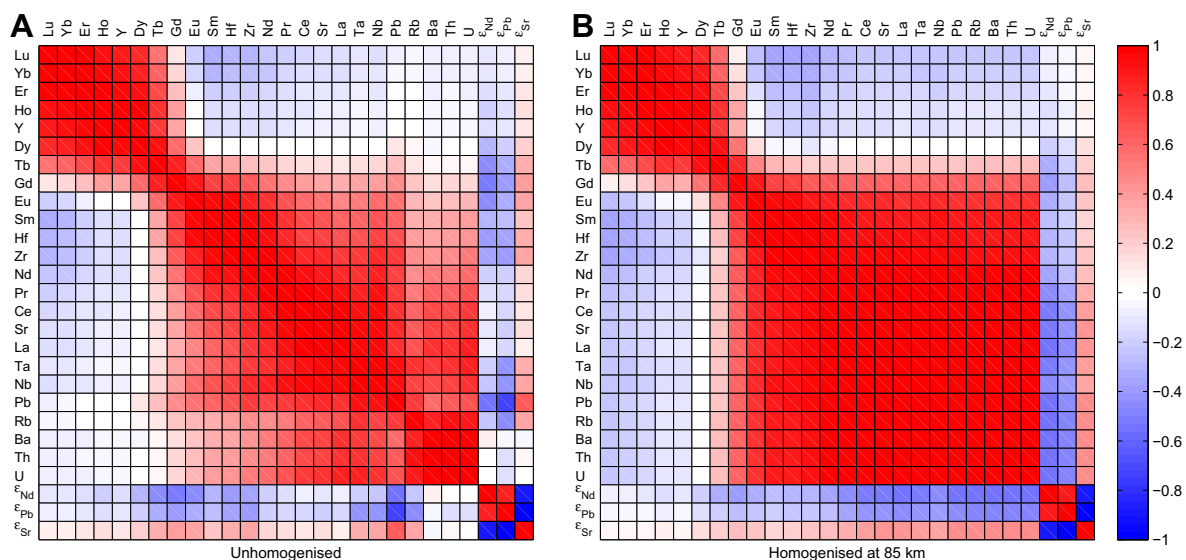 A
Lu Yb Er Ho Y Dy Tb Gd Eu Sm Hf Zr Nd Pr Ce Sr La Ta Nb Pb Rb Ba Th U εNd εPb εSr
B
Lu Yb Er Ho Y Dy Tb Gd Eu Sm Hf Zr Nd Pr Ce Sr La Ta Nb Pb Rb Ba Th U εNd εPb εSr
Lu
Yb
Er
Ho
Y
Dy
Tb
Gd
Eu
Sm
Hf
Zr
Nd
Pr
Ce
Sr
La
Ta
Nb
Pb
Rb
Ba
Th
U
εNd
εPb
εSr
Unhomogenised
Lu
Yb
Er
Ho
Y
Dy
Tb
Gd
Eu
Sm
Hf
Zr
Nd
Pr
Ce
Sr
La
Ta
Nb
Pb
Rb
Ba
Th
U
εNd
εPb
εSr
Homogenised at 85 km
1
0.8
0.6
0.4
0.2
0
−0.2
−0.4
−0.6
−0.8
−1